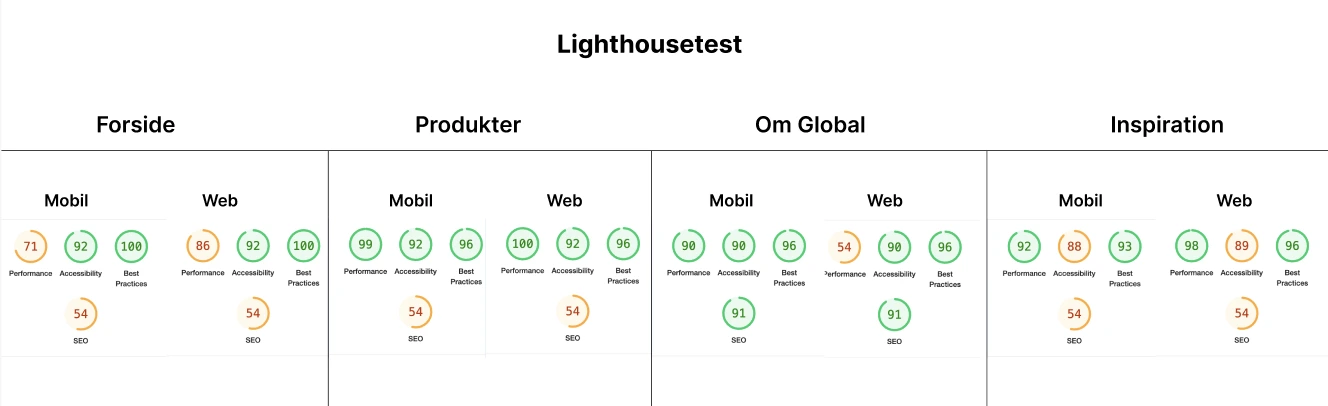 Lighthousetest
Forside
Produkter
Om Global
Inspiration
Mobil
Web
Mobil
Web
Mobil
Web
Mobil
Web
71
92
100
86
92
100
99
92
96
100
92
96
90
90
96
54
90
96
92
88
93
98
89
96
Performance
Accessibility
Best
Practices
Performance
Accessibility
Best
Practices
Performance
Accessibility
Best
Practices
Performance
Accessibility
Best
Practices
Performance
Accessibility
Best
Practices
Performance
Accessibility
Best
Practices
Performance
Accessibility
Best
Practices
Performance
Accessibility
Best
Practices
54
54
54
54
91
91
54
54
SEO
SEO
SEO
SEO
SEO
SEO
SEO
SEO